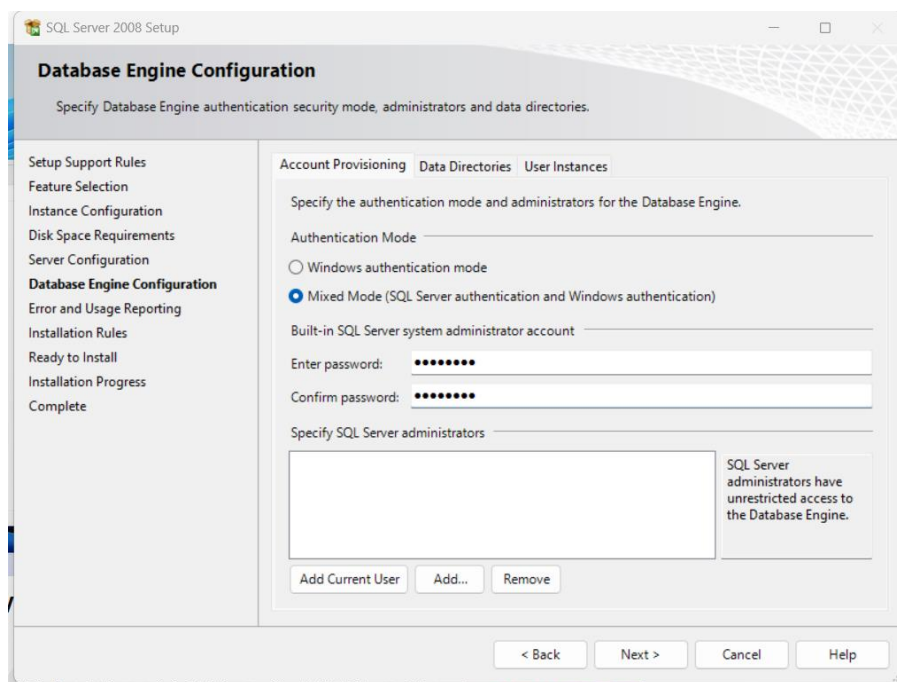 SQL Server 2008 Setup
Database Engine Configuration
Specify Database Engine authentication security mode, administrators and data directories.
Setup Support Rules
Feature Selection
Instance Configuration
Disk Space Requirements
Server Configuration
Database Engine Configuration
Error and Usage Reporting
Installation Rules
Ready to Install
Installation Progress
Complete
Account Provisioning Data Directories User Instances
Specify the authentication mode and administrators for the Database Engine.
Authentication Mode
Windows authentication mode
Mixed Mode (SQL Server authentication and Windows authentication)
Built-in SQL Server system administrator account
Enter password: ●●●●●●●●
Confirm password: ●●●●●●●●
Specify SQL Server administrators
SQL Server
administrators have
unrestricted access to
the Database Engine.
Add Current User Add... Remove
< Back Next > Cancel Help